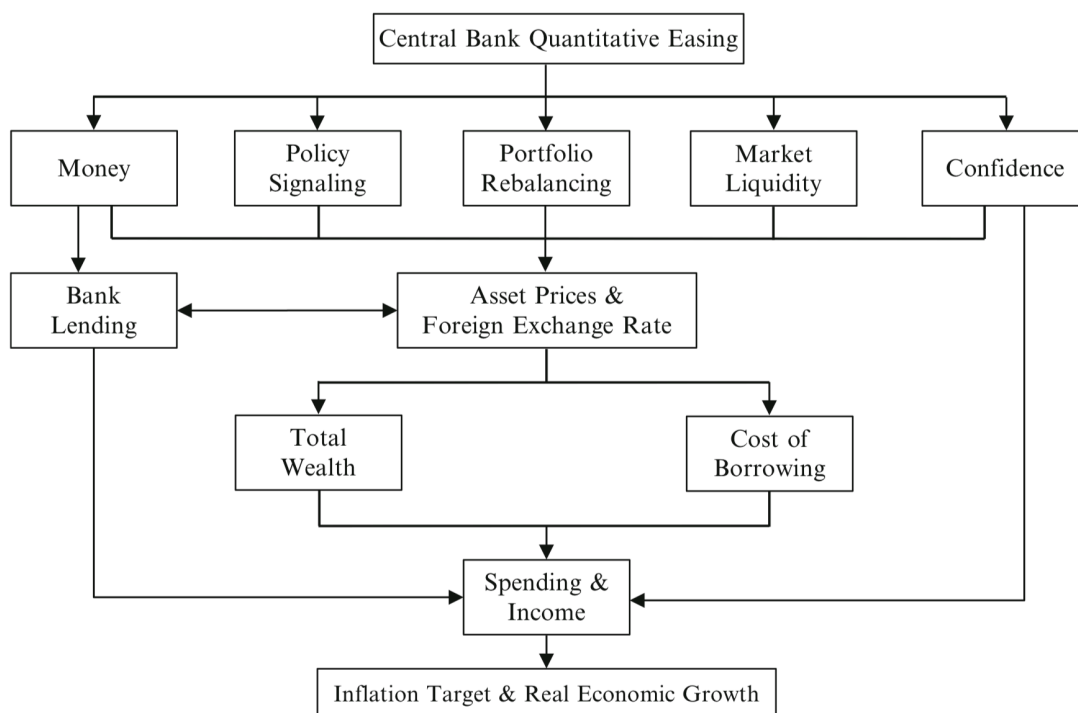 Central Bank Quantitative Easing
Money
Policy
Signaling
Portfolio
Rebalancing
Market
Liquidity
Confidence
Bank
Lending
Asset Prices &
Foreign Exchange Rate
Total
Wealth
Cost of
Borrowing
Spending &
Income
Inflation Target & Real Economic Growth